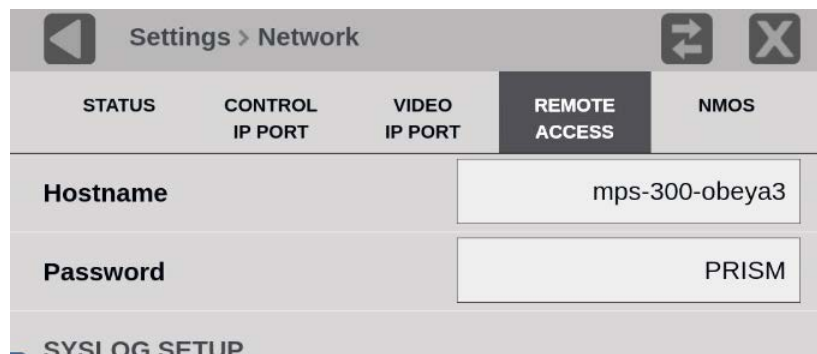 Settings > Network
STATUS
CONTROL
IP PORT
VIDEO
IP PORT
REMOTE
ACCESS
NMOS
Hostname mps-300-obeya3
Password PRISM
SYSLOG SETUP